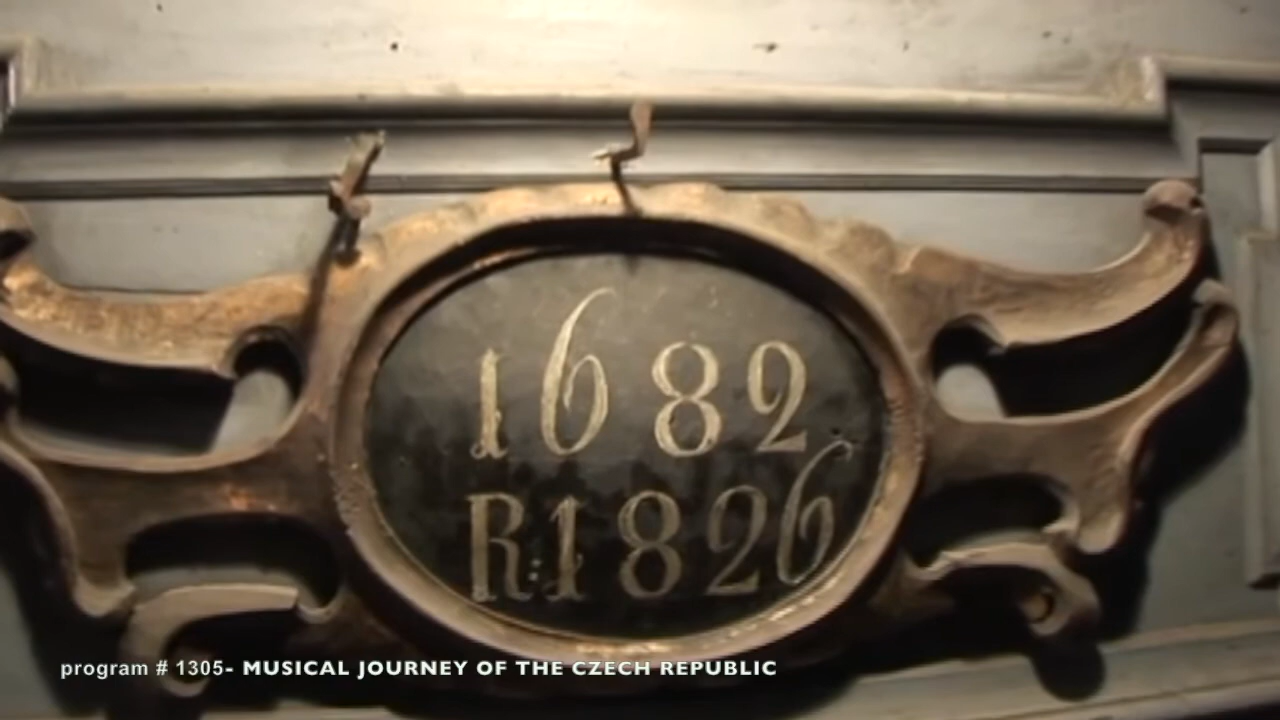 1682
R:1826
program # 1305- MUSICAL JOURNEY OF THE CZECH REPUBLIC